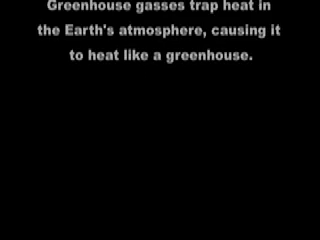 Greenhouse gasses trap heat in
the Earth's atmosphere, causing it
to heat like a greenhouse.